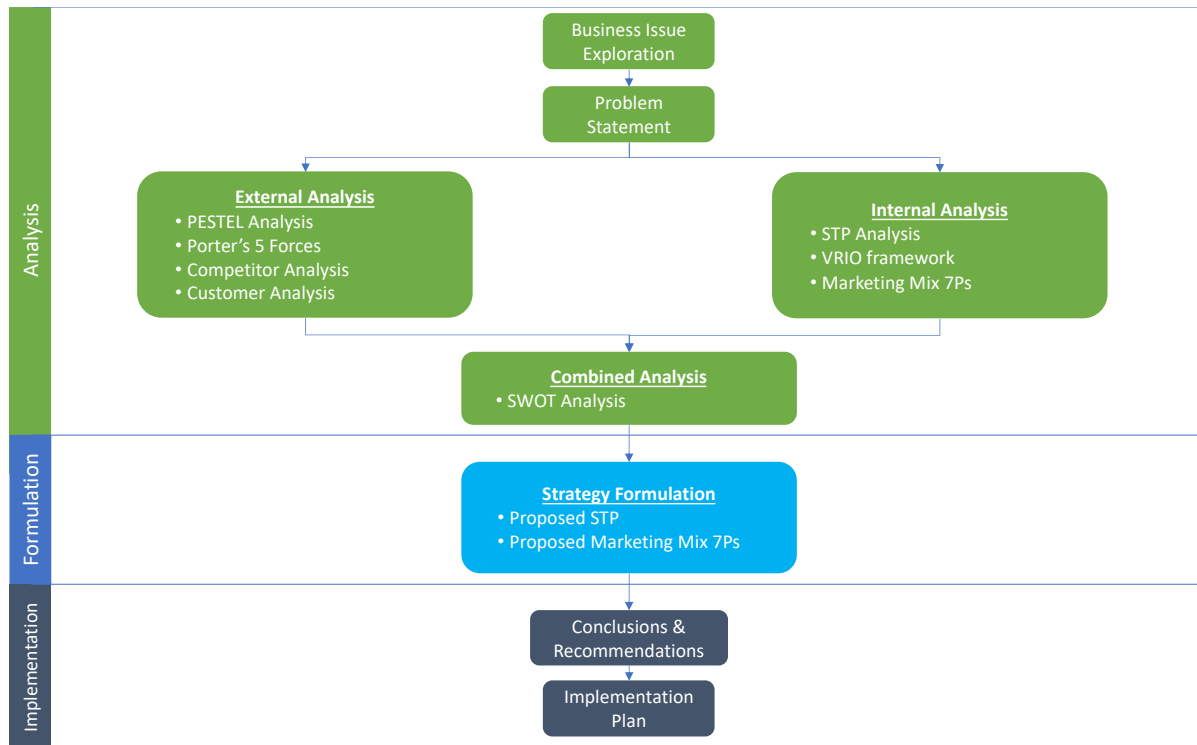 Analysis
Business Issue
Exploration
Problem
Statement
External Analysis
• PESTEL Analysis
• Porter’s 5 Forces
• Competitor Analysis
• Customer Analysis
Internal Analysis
• STP Analysis
• VRIO framework
• Marketing Mix 7Ps
Combined Analysis
• SWOT Analysis
Formulation
Strategy Formulation
• Proposed STP
• Proposed Marketing Mix 7Ps
Implementation
Conclusions &
Recommendations
Implementation
Plan